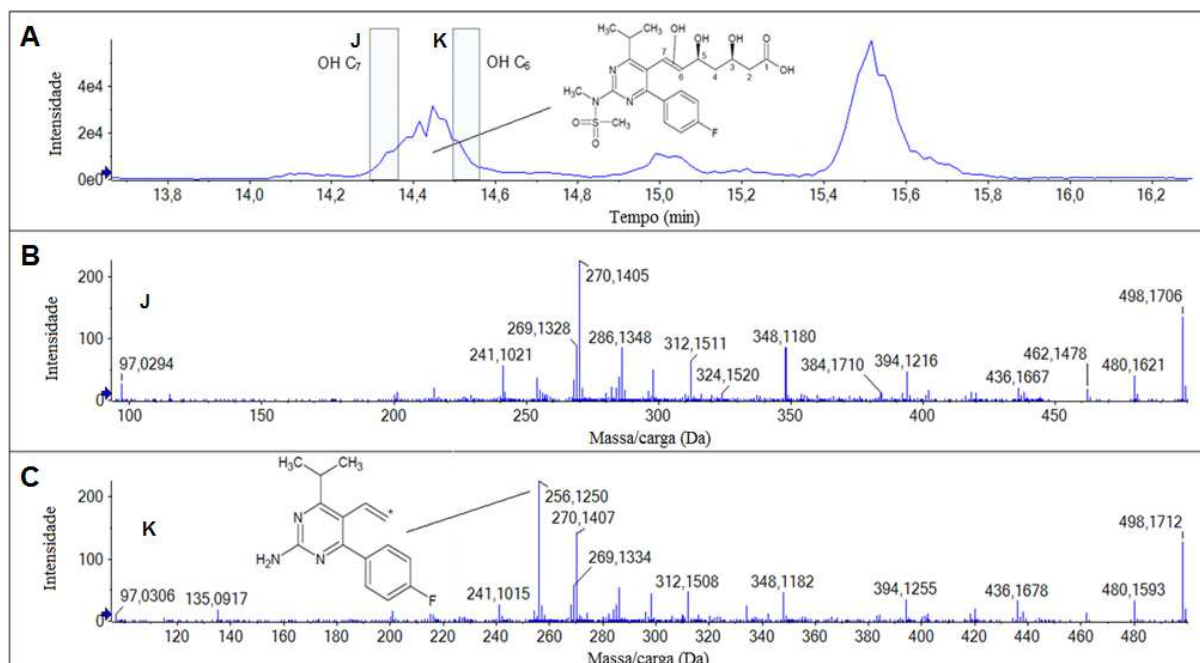 A
J
K
OH C7
OH C6
Intensidade
4e4
2e4
0e0
13,8
14,0
14,2
14,4
14,6
14,8
15,0
15,2
15,4
15,6
15,8
16,0
16,2
Tempo (min)
H3C
CH3
OH
OH
OH
O
OH
7
6
5
4
3
2
1
N
N
H3C
N
S
CH3
O
O
F
B
J
Intensidade
200
100
0
97,0294
241,1021
269,1328
270,1405
286,1348
312,1511
324,1520
348,1180
384,1710
394,1216
436,1667
462,1478
480,1621
498,1706
100
150
200
250
300
350
400
450
Massa/carga (Da)
C
K
Intensidade
200
100
0
H3C
CH3
+
N
N
H2N
F
97,0306
135,0917
241,1015
256,1250
270,1407
269,1334
312,1508
348,1182
394,1255
436,1678
480,1593
498,1712
120
140
160
180
200
220
240
260
280
300
320
340
360
380
400
420
440
460
480
Massa/carga (Da)